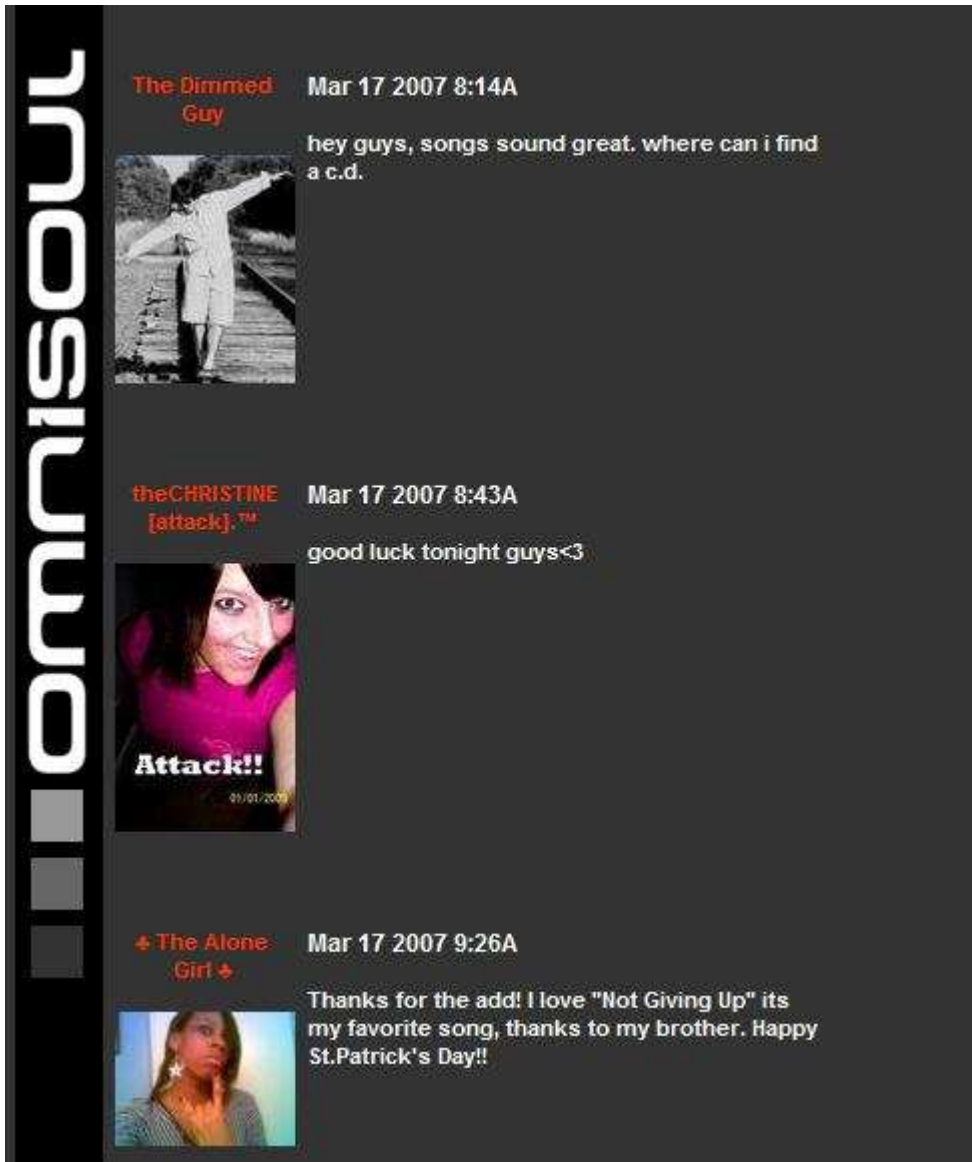 omnisoul
The Dimmed
Guy
Mar 17 2007 8:14A
hey guys, songs sound great. where can i find
a c.d.
theCHRISTINE
[attack].™
Mar 17 2007 8:43A
good luck tonight guys<3
Attack!!
01/01/2005
♣ The Alone
Girl ♣
Mar 17 2007 9:26A
Thanks for the add! I love "Not Giving Up" its
my favorite song, thanks to my brother. Happy
St.Patrick's Day!!